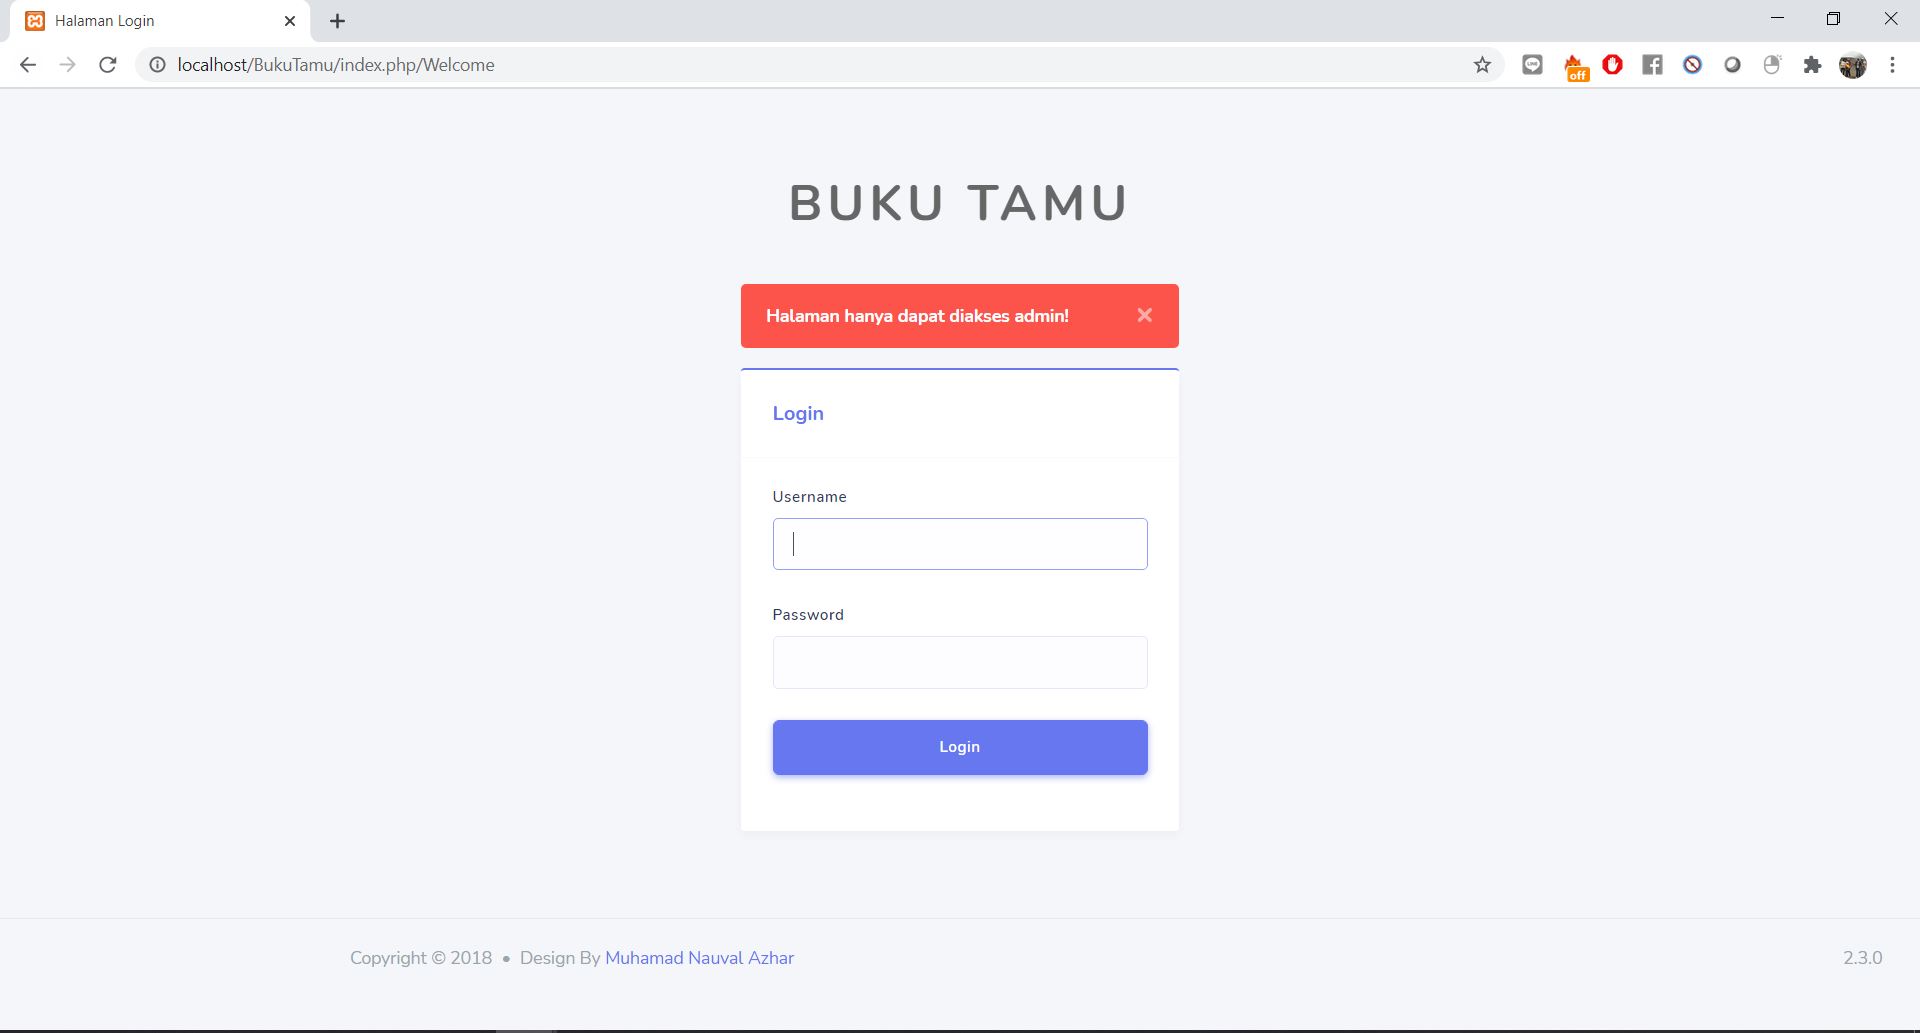 Halaman Login
localhost/BukuTamu/index.php/Welcome
off
BUKU TAMU
Halaman hanya dapat diakses admin!
Login
Username
Password
Login
Copyright © 2018 • Design By Muhamad Nauval Azhar
2.3.0